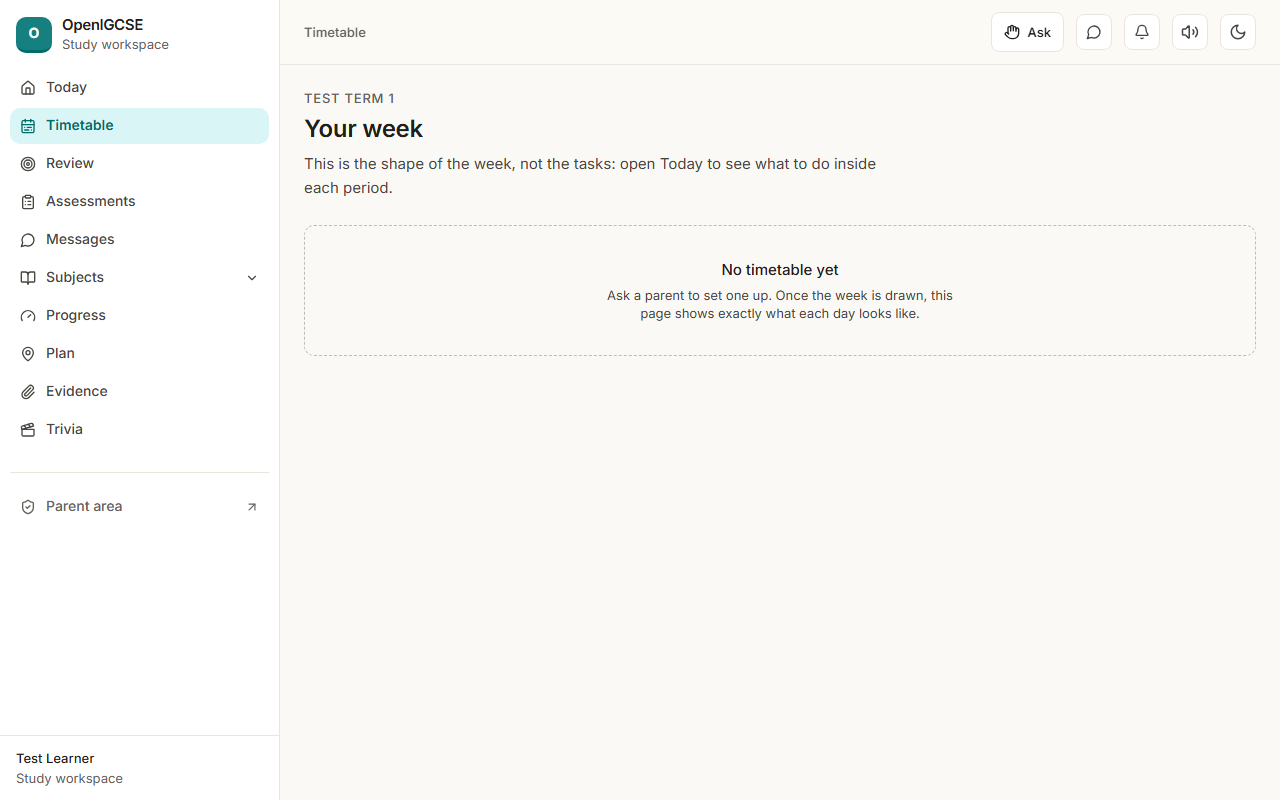 O
OpenIGCSE
Study workspace
Today
Timetable
Review
Assessments
Messages
Subjects
Progress
Plan
Evidence
Trivia
Parent area
Test Learner
Study workspace
Timetable
Ask
TEST TERM 1
Your week
This is the shape of the week, not the tasks: open Today to see what to do inside
each period.
No timetable yet
Ask a parent to set one up. Once the week is drawn, this
page shows exactly what each day looks like.